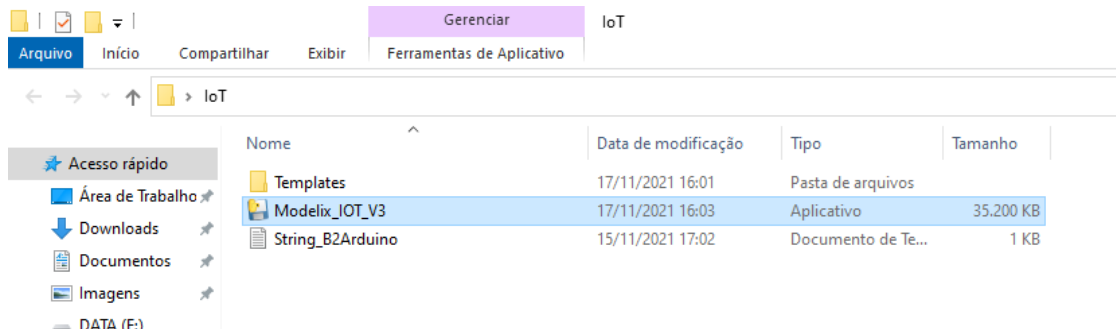 Gerenciar IoT
Arquivo Início Compartilhar Exibir Ferramentas de Aplicativo
IoT
Nome Data de modificação Tipo Tamanho
Acesso rápido
Templates 17/11/2021 16:01 Pasta de arquivos
Área de Trabalho
Modelix_IOT_V3 17/11/2021 16:03 Aplicativo 35.200 KB
Downloads
String_B2Arduino 15/11/2021 17:02 Documento de Te... 1 KB
Documentos
Imagens
DATA (F:)